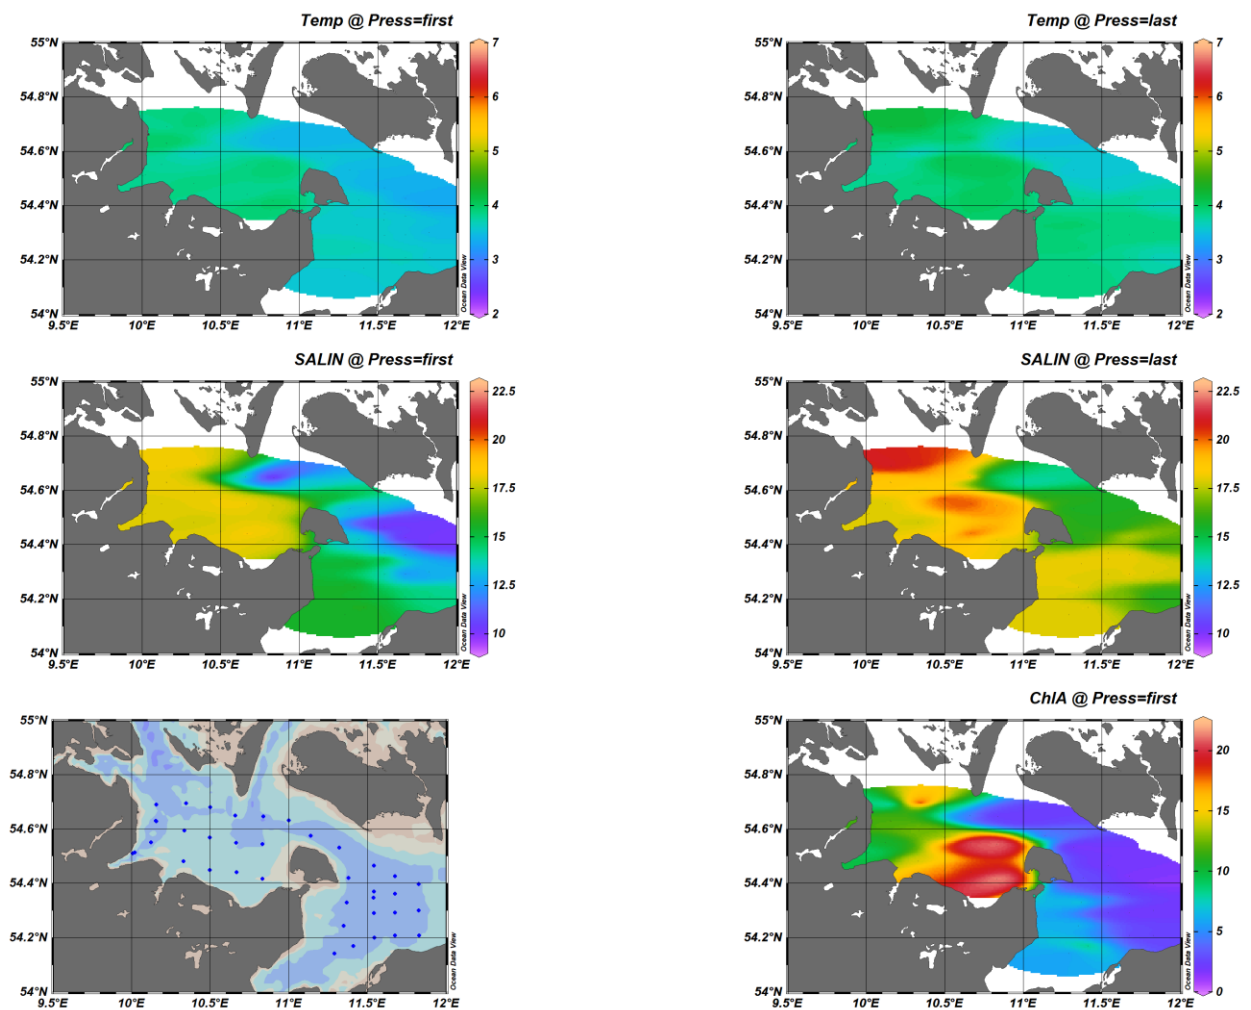 Temp @ Press=first
55°N
54.8°N
54.6°N
54.4°N
54.2°N
54°N
9.5°E 10°E 10.5°E 11°E 11.5°E 12°E
7
6
5
4
3
2
Ocean Data View
Temp @ Press=last
55°N
54.8°N
54.6°N
54.4°N
54.2°N
54°N
9.5°E 10°E 10.5°E 11°E 11.5°E 12°E
7
6
5
4
3
2
Ocean Data View
SALIN @ Press=first
55°N
54.8°N
54.6°N
54.4°N
54.2°N
54°N
9.5°E 10°E 10.5°E 11°E 11.5°E 12°E
22.5
20
17.5
15
12.5
10
Ocean Data View
SALIN @ Press=last
55°N
54.8°N
54.6°N
54.4°N
54.2°N
54°N
9.5°E 10°E 10.5°E 11°E 11.5°E 12°E
22.5
20
17.5
15
12.5
10
Ocean Data View
55°N
54.8°N
54.6°N
54.4°N
54.2°N
54°N
9.5°E 10°E 10.5°E 11°E 11.5°E 12°E
Ocean Data View
ChlA @ Press=first
55°N
54.8°N
54.6°N
54.4°N
54.2°N
54°N
9.5°E 10°E 10.5°E 11°E 11.5°E 12°E
20
15
10
5
0
Ocean Data View